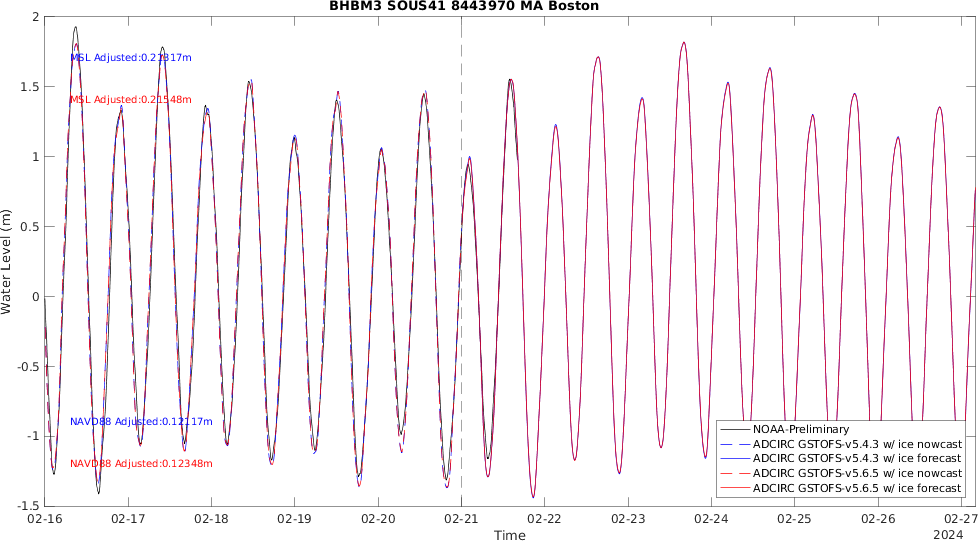 BHBM3 SOUS41 8443970 MA Boston
2
1.5
1
0.5
0
-0.5
-1
-1.5
Water Level (m)
MSL Adjusted:0.21317m
MSL Adjusted:0.21548m
NAVD88 Adjusted:0.12117m
NAVD88 Adjusted:0.12348m
NOAA-Preliminary
ADCIRC GSTOFS-v5.4.3 w/ ice nowcast
ADCIRC GSTOFS-v5.4.3 w/ ice forecast
ADCIRC GSTOFS-v5.6.5 w/ ice nowcast
ADCIRC GSTOFS-v5.6.5 w/ ice forecast
02-16 02-17 02-18 02-19 02-20 02-21 02-22 02-23 02-24 02-25 02-26 02-27
Time
2024